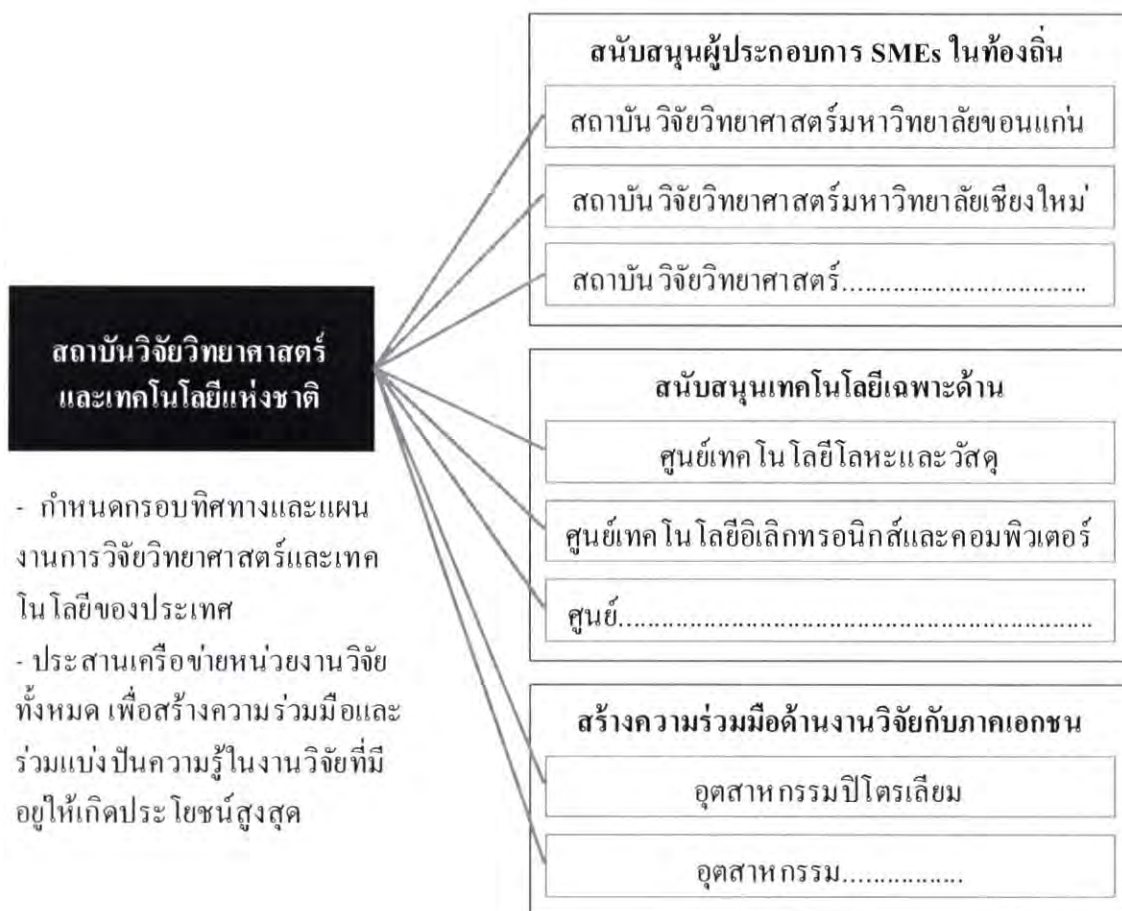 สนับสนุนผู้ประกอบการ SMEs ในท้องถิ่น
สถาบันวิจัยวิทยาศาสตร์มหาวิทยาลัยขอนแก่น
สถาบันวิจัยวิทยาศาสตร์มหาวิทยาลัยเชียงใหม่
สถาบันวิจัยวิทยาศาสตร์..................................
สถาบันวิจัยวิทยาศาสตร์
และเทคโนโลยีแห่งชาติ
- กำหนดกรอบทิศทางและแผน
งานการวิจัยวิทยาศาสตร์และเทค
โนโลยีของประเทศ
- ประสานเครือข่ายหน่วยงานวิจัย
ทั้งหมด เพื่อสร้างความร่วมมือและ
ร่วมแบ่งปันความรู้ในงานวิจัยที่มี
อยู่ให้เกิดประโยชน์สูงสุด
สนับสนุนเทคโนโลยีเฉพาะด้าน
ศูนย์เทคโนโลยีโลหะและวัสดุ
ศูนย์เทคโนโลยีอิเลิกทรอนิกส์และคอมพิวเตอร์
ศูนย์.................................................................
สร้างความร่วมมือด้านงานวิจัยกับภาคเอกชน
อุตสาหกรรมปิโตรเลียม
อุตสาหกรรม.................